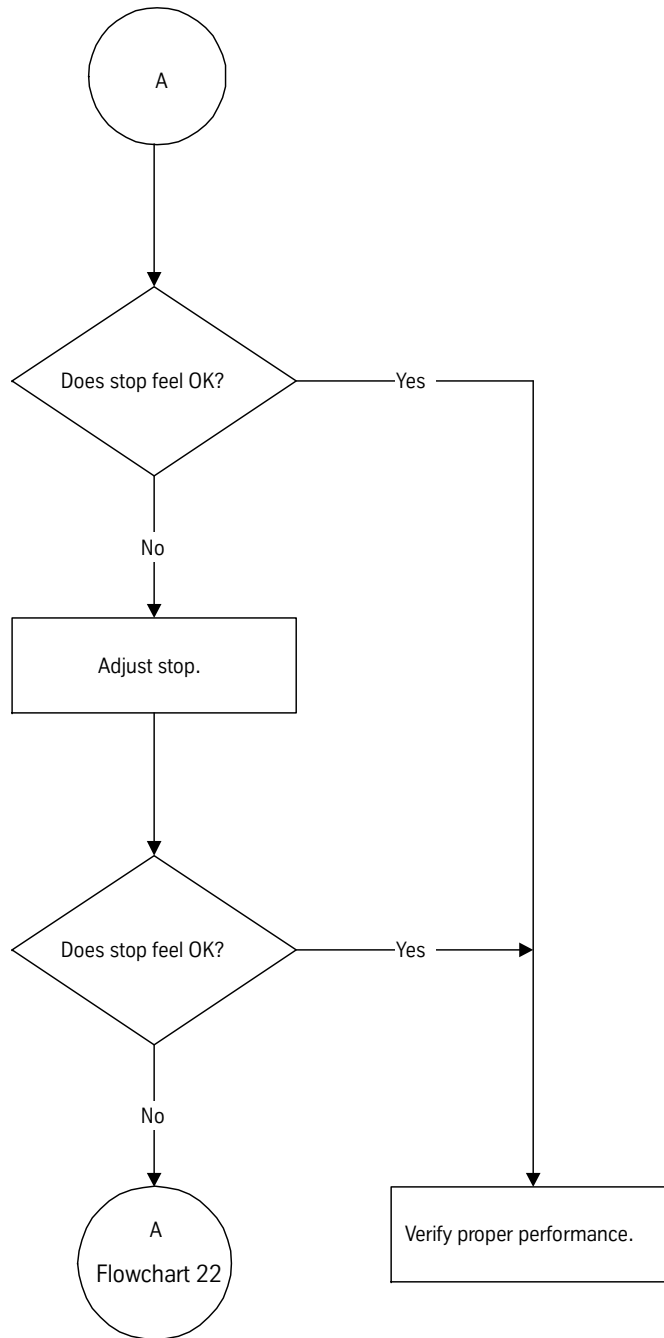 A
Does stop feel OK?
Yes
No
Adjust stop.
Does stop feel OK?
Yes
No
A
Flowchart 22
Verify proper performance.